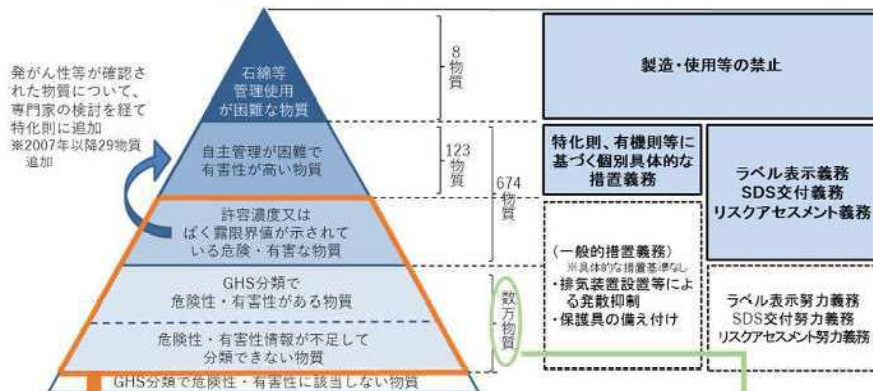 発がん性等が確認され
た物質について、
専門家の検討を経て
特化則に追加
※2007年以降29物質
追加
石綿等
管理使用
が困難な物質
自主管理が困難で
有害性が高い物質
許容濃度又は
ばく露限界値が示されて
いる危険・有害な物質
GHS分類で
危険性・有害性がある物質
危険性・有害性情報が不足して
分類できない物質
GHS分類で危険性・有害性に該当しない物質
8物質
123物質
674物質
数万物質
製造・使用等の禁止
特化則、有機則等に
基づく個別具体的な
措置義務
(一般的措置義務)
※具体的な措置基準なし
・排気装置設置等によ
る発散抑制
・保護具の備え付け
ラベル表示義務
SDS交付義務
リスクアセスメント義務
ラベル表示努力義務
SDS交付努力義務
リスクアセスメント努力義務